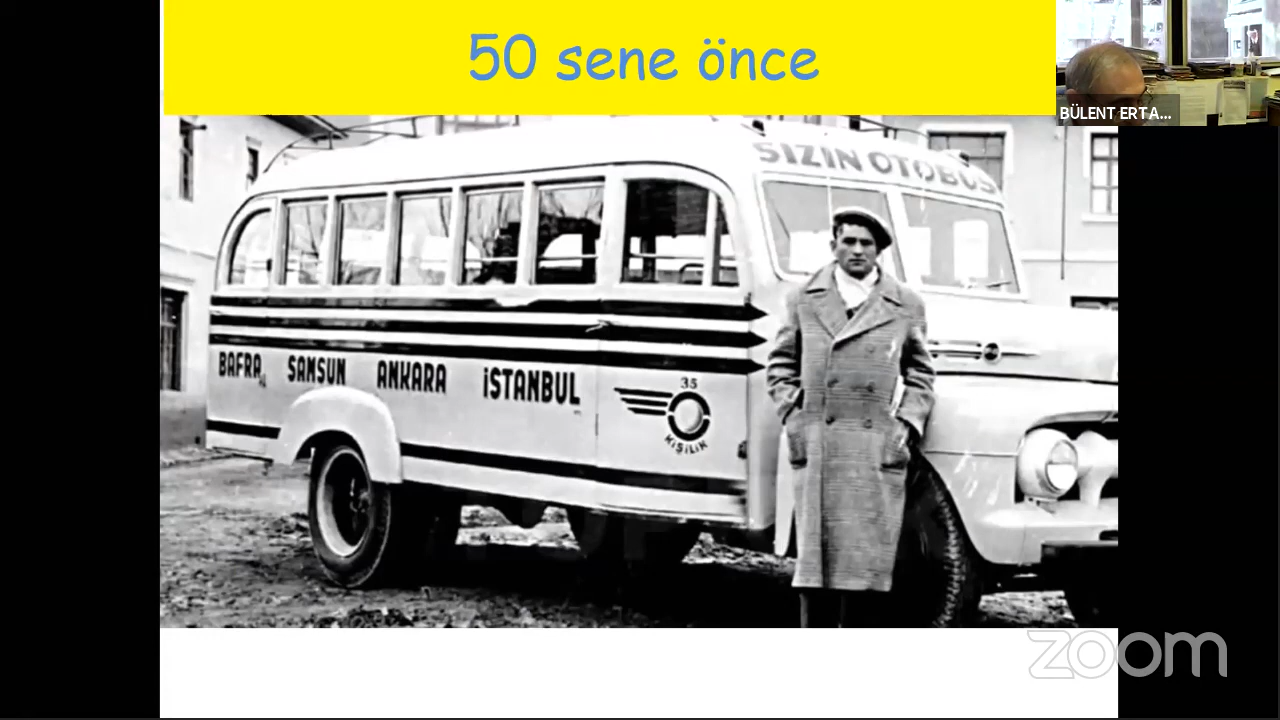 50 sene önce
BÜLENT ERTA...
SİZİN OTOBÜS
BAFRA SAMSUN ANKARA İSTANBUL
35
KİŞİLİK
zoom